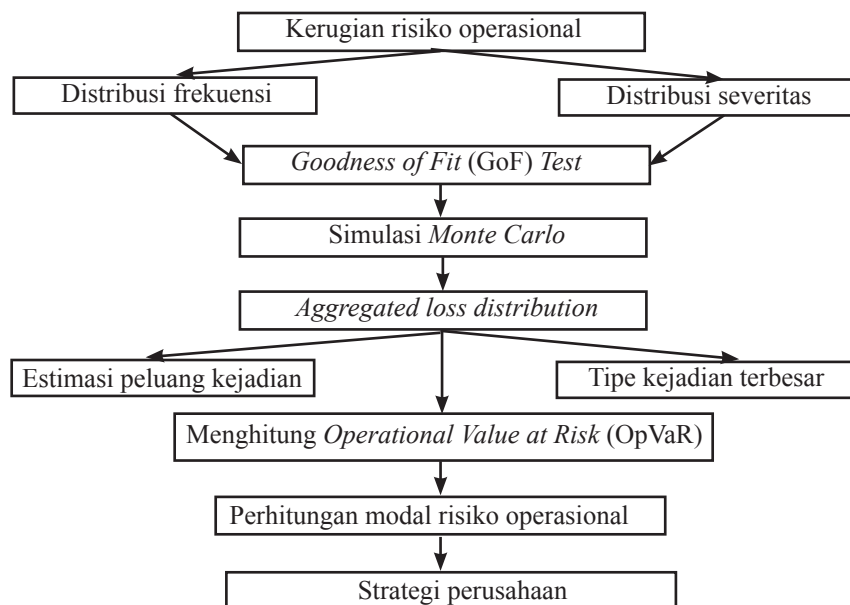 Kerugian risiko operasional
Distribusi frekuensi
Distribusi severitas
Goodness of Fit (GoF) Test
Simulasi Monte Carlo
Aggregated loss distribution
Estimasi peluang kejadian
Tipe kejadian terbesar
Menghitung Operational Value at Risk (OpVaR)
Perhitungan modal risiko operasional
Strategi perusahaan